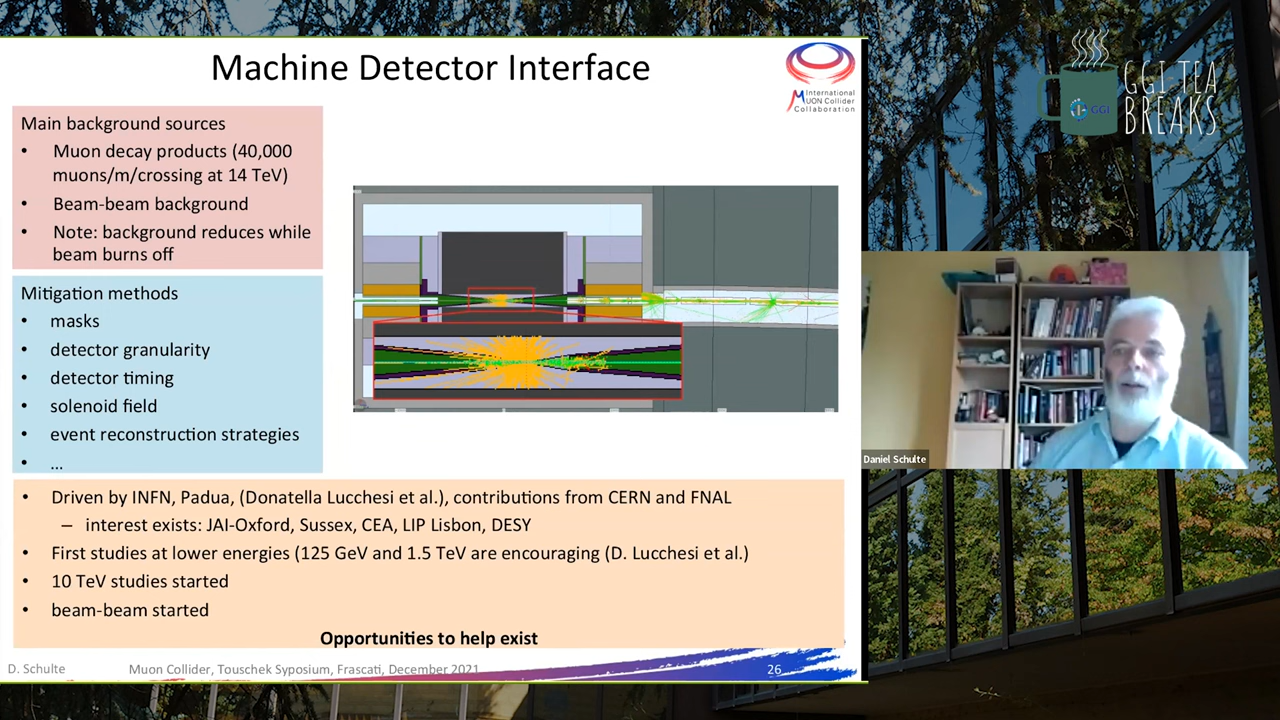 Machine Detector Interface
International
MUON Collider
Collaboration
Main background sources
• Muon decay products (40,000
muons/m/crossing at 14 TeV)
• Beam-beam background
• Note: background reduces while
beam burns off
Mitigation methods
• masks
• detector granularity
• detector timing
• solenoid field
• event reconstruction strategies
• ...
• Driven by INFN, Padua, (Donatella Lucchesi et al.), contributions from CERN and FNAL
– interest exists: JAI-Oxford, Sussex, CEA, LIP Lisbon, DESY
• First studies at lower energies (125 GeV and 1.5 TeV are encouraging (D. Lucchesi et al.)
• 10 TeV studies started
• beam-beam started
Opportunities to help exist
D. Schulte Muon Collider, Touschek Syposium, Frascati, December 2021 26
GGI
GGI TEA
BREAKS
Daniel Schulte